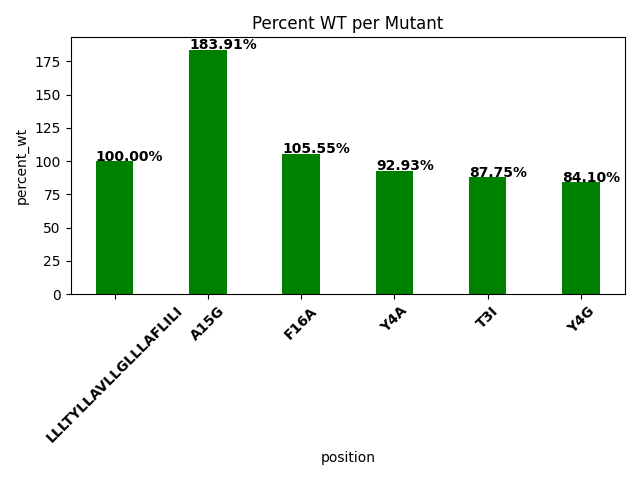 Percent WT per Mutant
percent_wt
175
150
125
100
75
50
25
0
100.00%
183.91%
105.55%
92.93%
87.75%
84.10%
LLLTYLLAVLLGLLLAFLILI
A15G
F16A
Y4A
T3I
Y4G
position